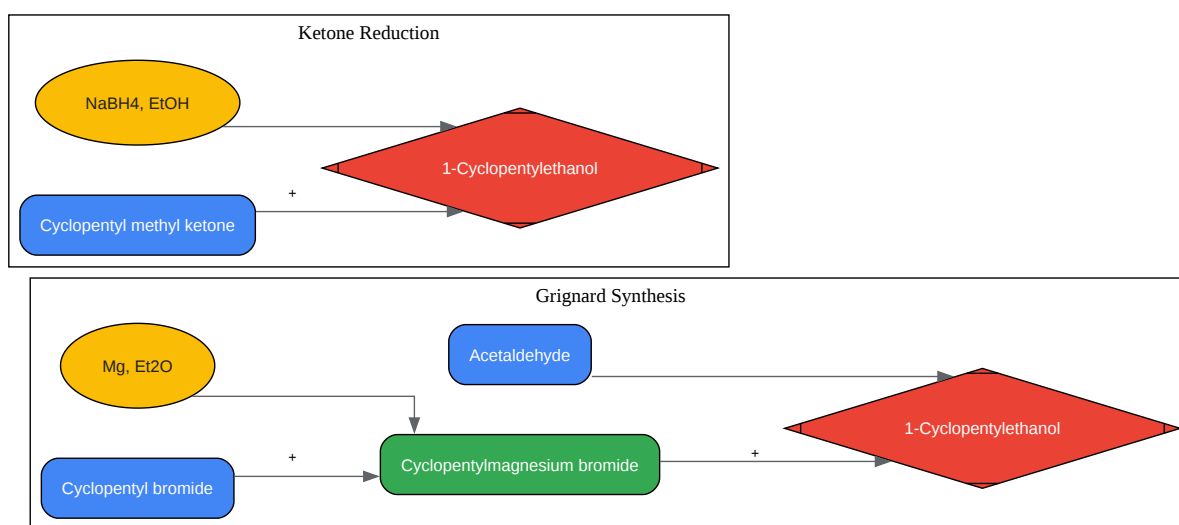 Ketone Reduction
NaBH4, EtOH
1-Cyclopentylethanol
+
Cyclopentyl methyl ketone
Grignard Synthesis
Mg, Et2O
Acetaldehyde
1-Cyclopentylethanol
+
Cyclopentyl bromide
Cyclopentylmagnesium bromide
+